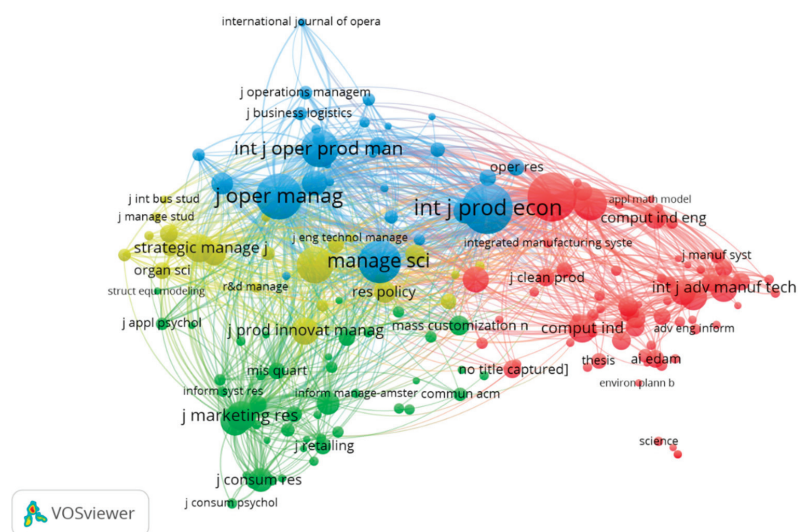 international journal of opera
j operations managem
j business logistics
int j oper prod man
oper res
j int bus stud
j oper manag
appl math model
j manage stud
int j prod econ
comput ind eng
j eng technol manage
integrated manufacturing syste
strategic manage j
j manuf syst
organ sci
manage sci
j clean prod
struct equ modeling
r&d manage
res policy
int j adv manuf tech
j appl psychol
j prod innovat manag
mass customization n
comput ind
adv eng inform
mis quart
no title captured]
thesis
ai edam
inform syst res
inform manage-amster
commun acm
environ plann b
j marketing res
j retailing
science
j consum res
j consum psychol
VOSviewer